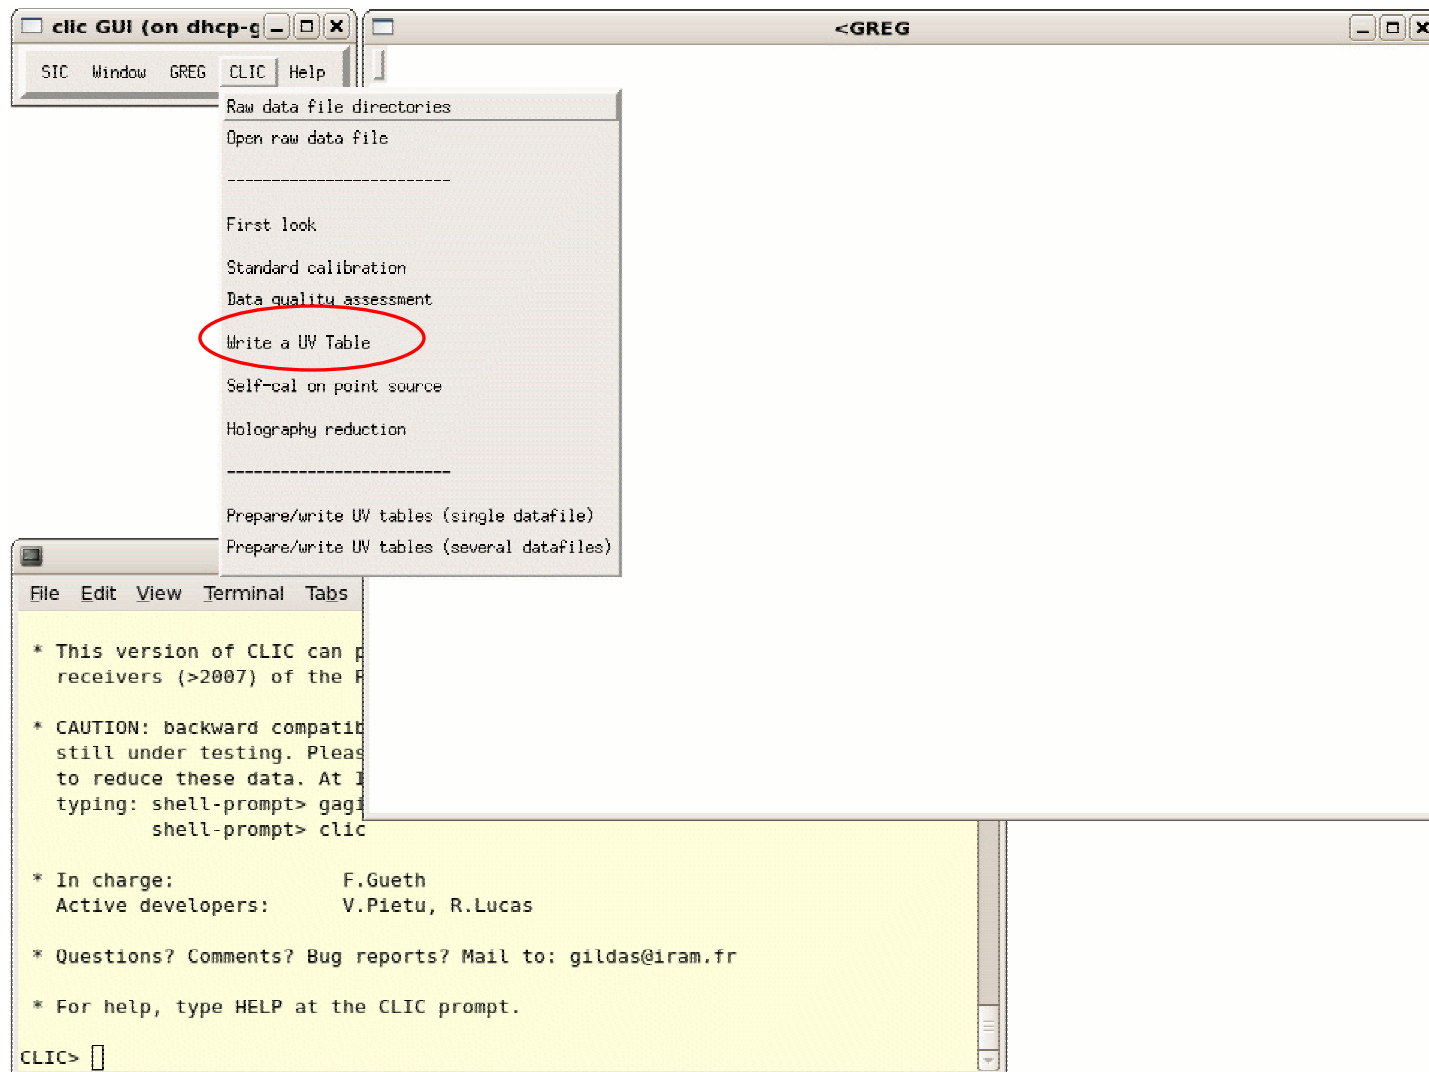 clic GUI (on dhcp-g
<GREG
SIC Window GREG CLIC Help
Raw data file directories
Open raw data file
-------------------------
First look
Standard calibration
Data quality assessment
Write a UV Table
Self-cal on point source
Holography reduction
-------------------------
Prepare/write UV tables (single datafile)
Prepare/write UV tables (several datafiles)
File Edit View Terminal Tabs
* This version of CLIC can p
receivers (>2007) of the
* CAUTION: backward compatib
still under testing. Pleas
to reduce these data. At I
typing: shell-prompt> gagi
shell-prompt> clic
* In charge: F.Gueth
Active developers: V.Pietu, R.Lucas
* Questions? Comments? Bug reports? Mail to: gildas@iram.fr
* For help, type HELP at the CLIC prompt.
CLIC>